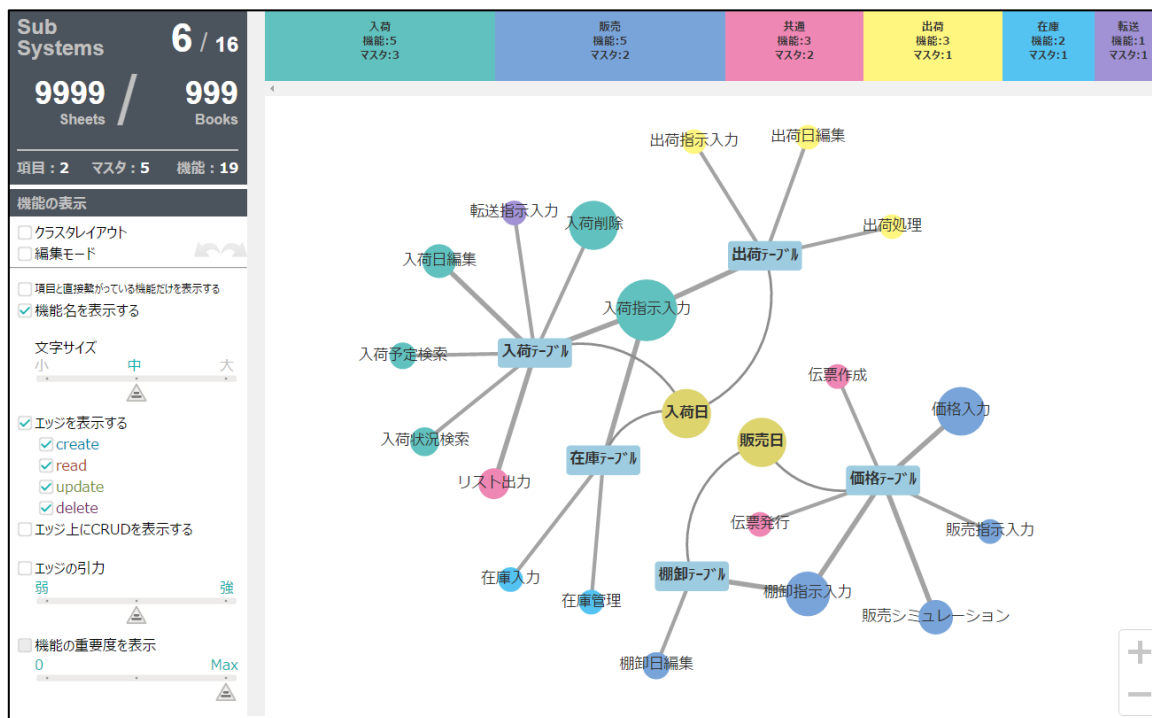 Sub
Systems
6 / 16
9999 / 999
Sheets
Books
項目 : 2 マスタ : 5 機能 : 19
機能の表示
クラスタレイアウト
編集モード
項目と直接繋がっている機能だけを表示する
機能名を表示する
文字サイズ
小 中 大
エッジを表示する
create
read
update
delete
エッジ上にCRUDを表示する
エッジの引力
弱 強
機能の重要度を表示
0 Max
入荷
機能:5
マスタ:3
販売
機能:5
マスタ:2
共通
機能:3
マスタ:2
出荷
機能:3
マスタ:1
在庫
機能:2
マスタ:1
転送
機能:1
マスタ:1
出荷指示入力
出荷日編集
転送指示入力
入荷削除
出荷処理
入荷日編集
出荷ﾃｰﾌﾞﾙ
入荷指示入力
入荷予定検索
入荷ﾃｰﾌﾞﾙ
伝票作成
入荷日
価格入力
入荷状況検索
販売日
在庫ﾃｰﾌﾞﾙ
リスト出力
価格ﾃｰﾌﾞﾙ
伝票発行
販売指示入力
在庫入力
棚卸ﾃｰﾌﾞﾙ
棚卸指示入力
在庫管理
販売シミュレーション
棚卸日編集
+
−